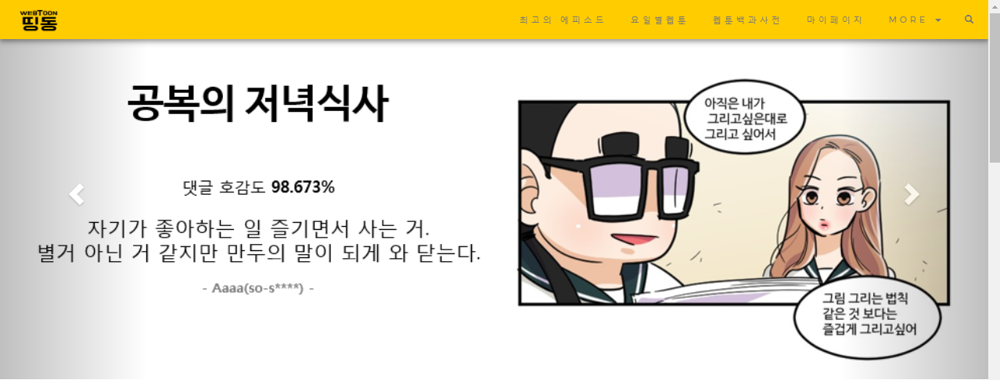 WEBTOON
띵동
최고의 에피소드 요일별웹툰 웹툰백과사전 마이페이지 MORE
공복의 저녁식사
댓글 호감도 98.673%
자기가 좋아하는 일 즐기면서 사는 거.
별거 아닌 거 같지만 만두의 말이 되게 와 닫는다.
- Aaaa(so-s****) -
아직은 내가
그리고싶은대로
그리고 싶어서
그림 그리는 법칙
같은 것 보다는
즐겁게 그리고싶어